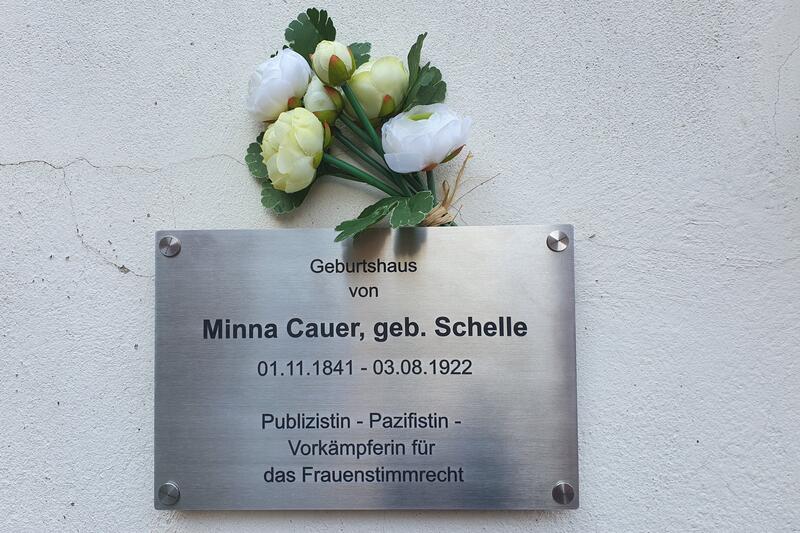 Geburtshaus
von
Minna Cauer, geb. Schelle
01.11.1841 - 03.08.1922
Publizistin - Pazifistin -
Vorkämpferin für
das Frauenstimmrecht